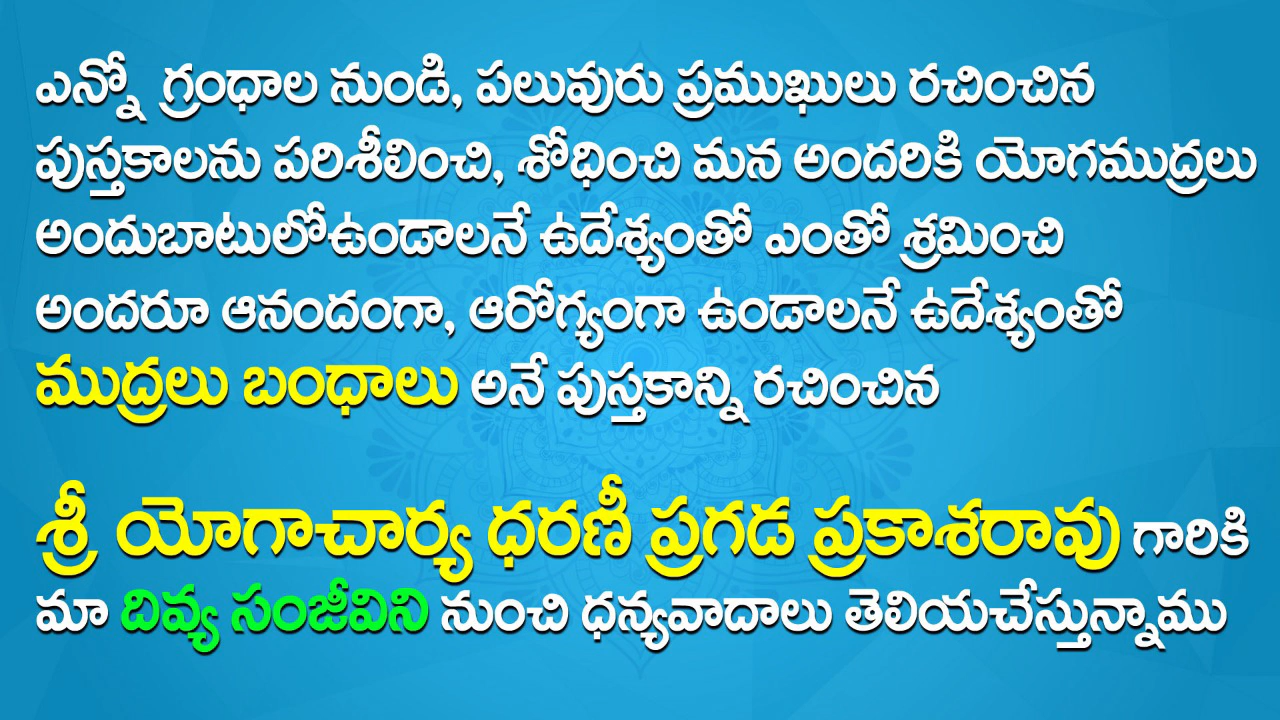 ఎన్నో గ్రంధాల నుండి, పలువురు ప్రముఖులు రచించిన
పుస్తకాలను పరిశీలించి, శోధించి మన అందరికి యోగముద్రలు
అందుబాటులోఉండాలనే ఉదేశ్యంతో ఎంతో శ్రమించి
అందరూ ఆనందంగా, ఆరోగ్యంగా ఉండాలనే ఉదేశ్యంతో
ముద్రలు బంధాలు అనే పుస్తకాన్ని రచించిన
శ్రీ యోగాచార్య ధరణీ ప్రగడ ప్రకాశరావు గారికి
మా దివ్య సంజీవిని నుంచి ధన్యవాదాలు తెలియచేస్తున్నాము